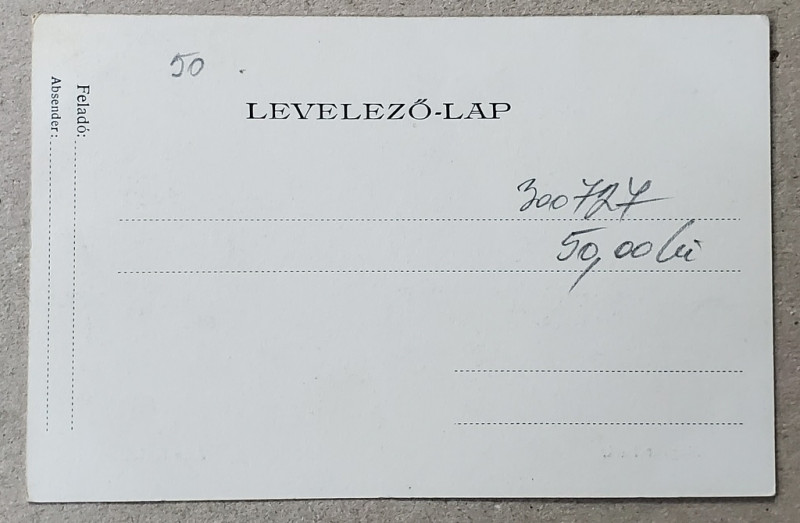 50 .
LEVELEZŐ-LAP
Feladó:
Absender:
300727
50,00 lei